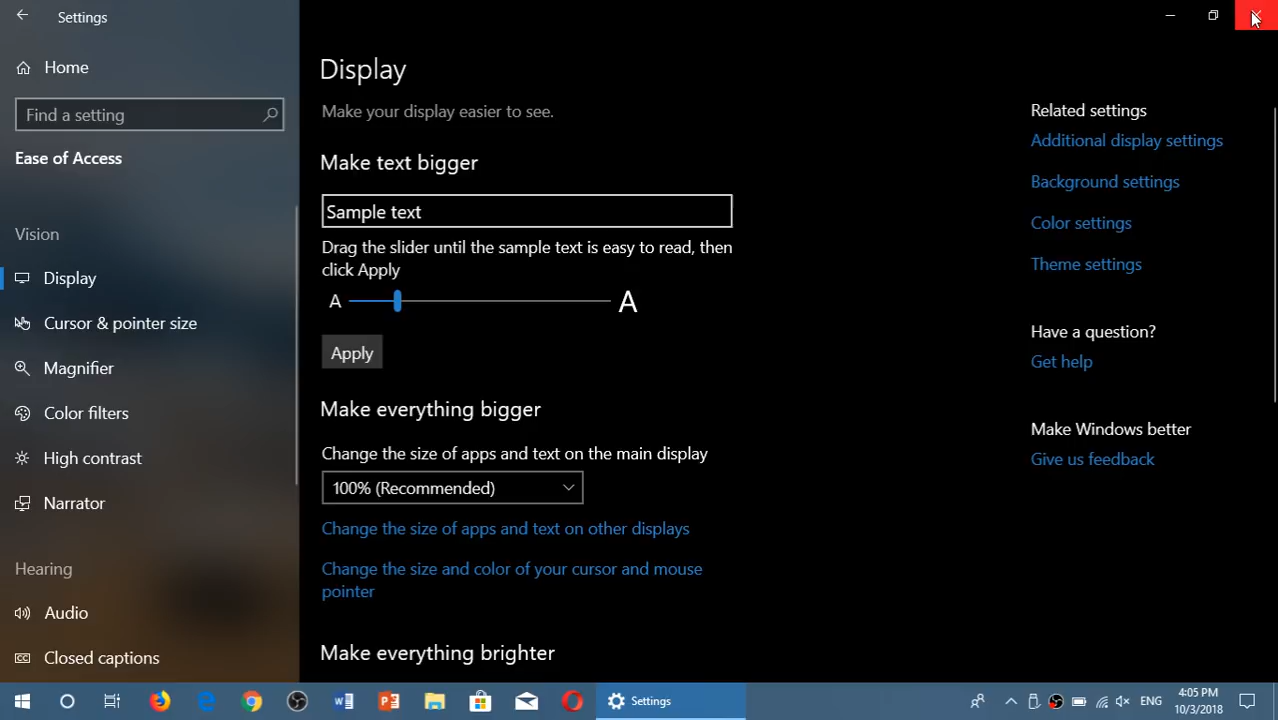 Settings
Home
Find a setting
Ease of Access
Vision
Display
Cursor & pointer size
Magnifier
Color filters
High contrast
Narrator
Hearing
Audio
Closed captions
Display
Make your display easier to see.
Make text bigger
Sample text
Drag the slider until the sample text is easy to read, then
click Apply
A A
Apply
Make everything bigger
Change the size of apps and text on the main display
100% (Recommended)
Change the size of apps and text on other displays
Change the size and color of your cursor and mouse
pointer
Make everything brighter
Related settings
Additional display settings
Background settings
Color settings
Theme settings
Have a question?
Get help
Make Windows better
Give us feedback
Settings
ENG
4:05 PM
10/3/2018